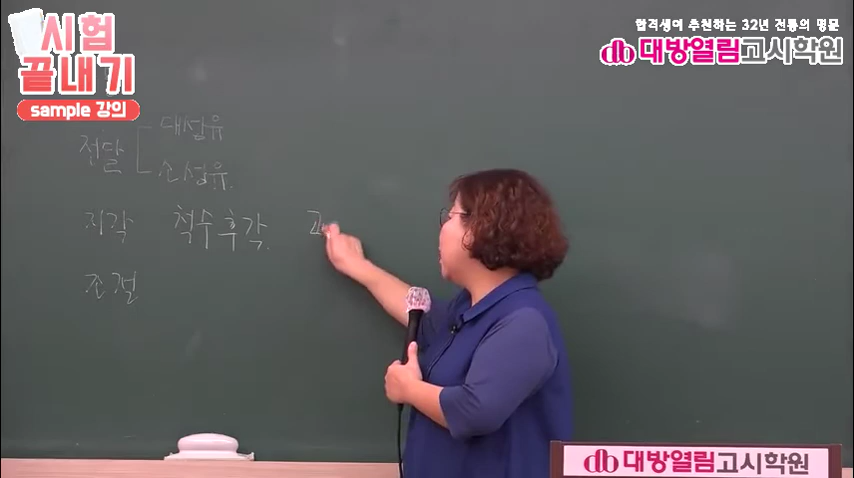 시험
끝내기
sample 강의
합격생이 추천하는 32년 전통의 명문
db 대방열림고시학원
전달
대섬유
소섬유
지각 척수후각
조절
db 대방열림고시학원